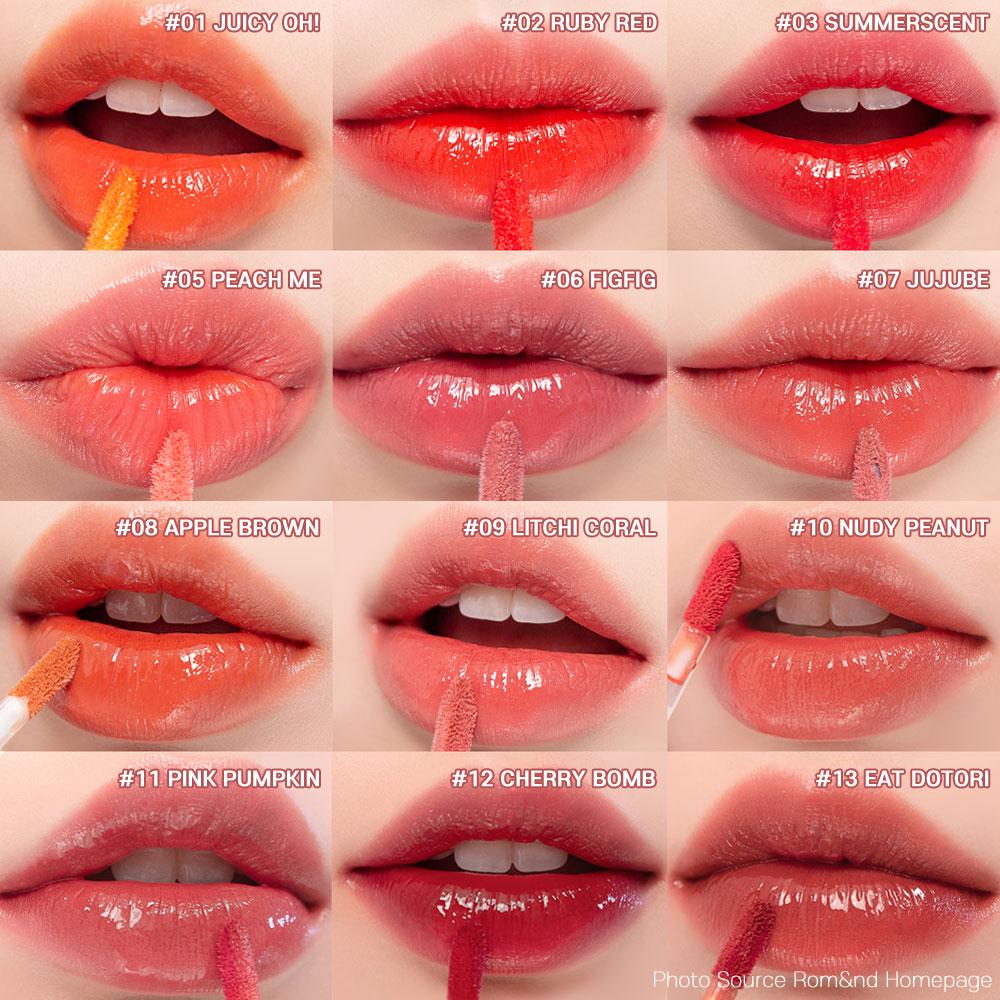 #01 JUICY OH!
#02 RUBY RED
#03 SUMMERSCENT
#05 PEACH ME
#06 FIGFIG
#07 JUJUBE
#08 APPLE BROWN
#09 LITCHI CORAL
#10 NUDY PEANUT
#11 PINK PUMPKIN
#12 CHERRY BOMB
#13 EAT DOTORI
Photo Source Rom&nd Homepage